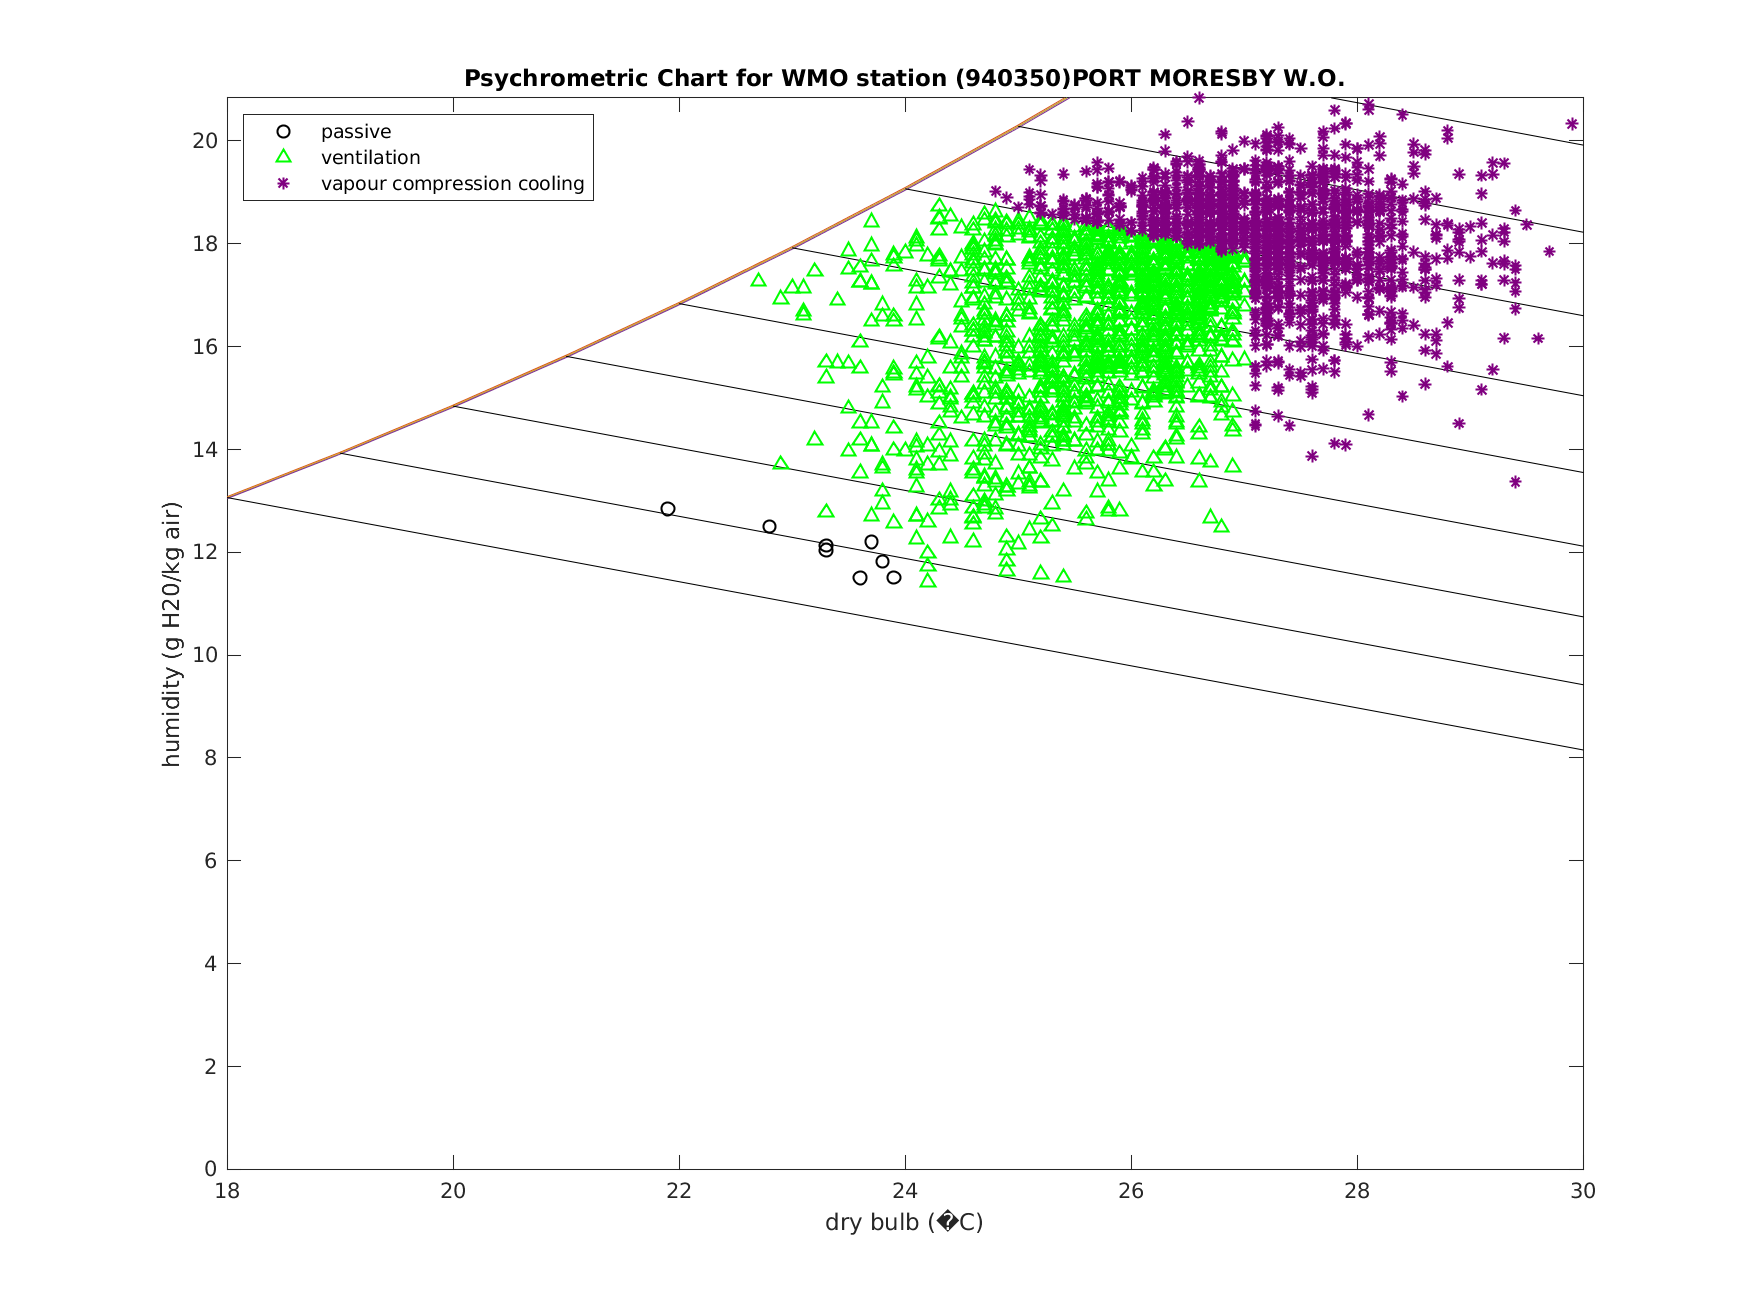 Psychrometric Chart for WMO station (940350)PORT MORESBY W.O.
passive
ventilation
vapour compression cooling
humidity (g H20/kg air)
20
18
16
14
12
10
8
6
4
2
0
18 20 22 24 26 28 30
dry bulb (�C)